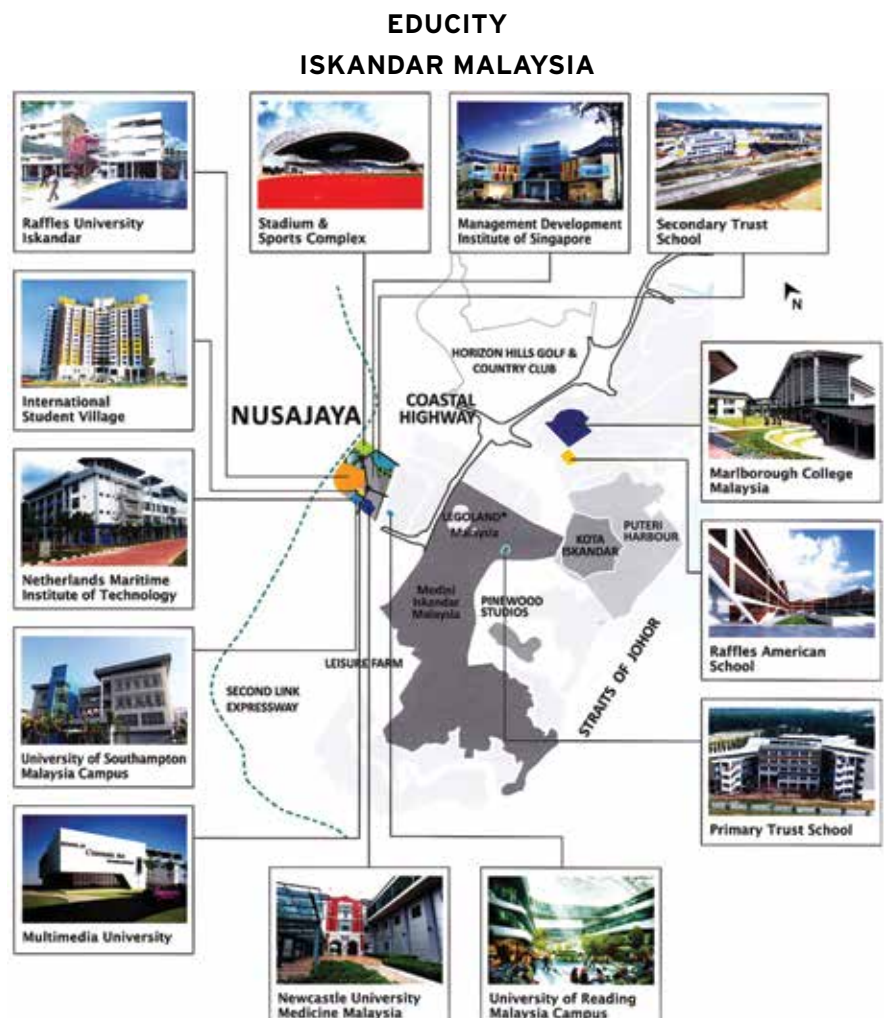 EDUCITY
ISKANDAR MALAYSIA
Raffles University
Iskandar
Stadium &
Sports Complex
Management Development
Institute of Singapore
Secondary Trust
School
N
International
Student Village
HORIZON HILLS GOLF &
COUNTRY CLUB
NUSAJAYA
COASTAL
HIGHWAY
Marlborough College
Malaysia
Netherlands Maritime
Institute of Technology
LEGOLAND®
Malaysia
KOTA
ISKANDAR
PUTERI
HARBOUR
Medini
Iskandar
Malaysia
PINEWOOD
STUDIOS
Raffles American
School
LEISURE FARM
SECOND LINK
EXPRESSWAY
STRAITS OF JOHOR
University of Southampton
Malaysia Campus
Primary Trust School
Multimedia University
Newcastle University
Medicine Malaysia
University of Reading
Malaysia Campus